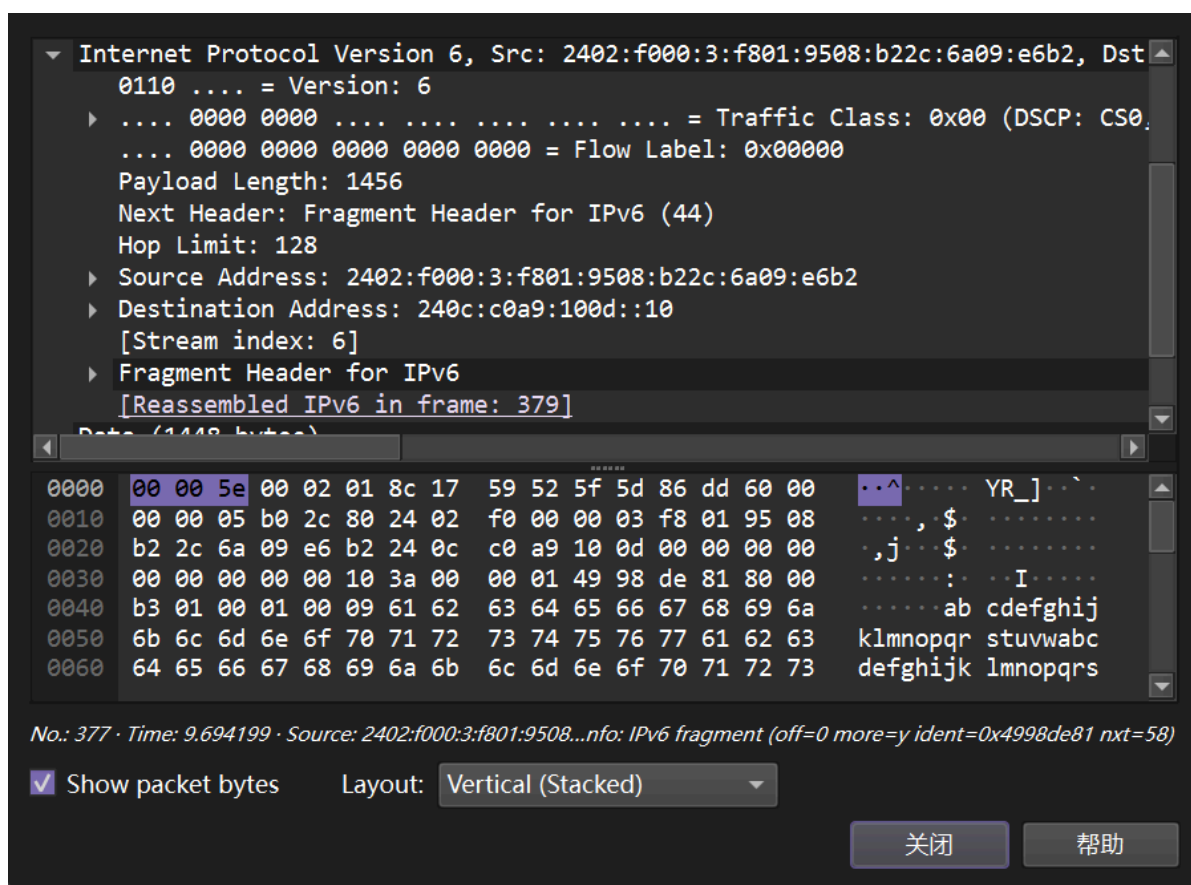 Internet Protocol Version 6, Src: 2402:f000:3:f801:9508:b22c:6a09:e6b2, Dst
0110 .... = Version: 6
.... 0000 0000 .... .... .... .... .... = Traffic Class: 0x00 (DSCP: CS0,
.... 0000 0000 0000 0000 0000 = Flow Label: 0x00000
Payload Length: 1456
Next Header: Fragment Header for IPv6 (44)
Hop Limit: 128
Source Address: 2402:f000:3:f801:9508:b22c:6a09:e6b2
Destination Address: 240c:c0a9:100d::10
[Stream index: 6]
Fragment Header for IPv6
[Reassembled IPv6 in frame: 379]
Data (1448 bytes)
0000 00 00 5e 00 02 01 8c 17 59 52 5f 5d 86 dd 60 00 ··^····· YR_]··`·
0010 00 00 05 b0 2c 80 24 02 f0 00 00 03 f8 01 95 08 ····,·$· ········
0020 b2 2c 6a 09 e6 b2 24 0c c0 a9 10 0d 00 00 00 00 ·,j···$· ········
0030 00 00 00 00 00 10 3a 00 00 01 49 98 de 81 80 00 ······:· ··I·····
0040 b3 01 00 01 00 09 61 62 63 64 65 66 67 68 69 6a ······ab cdefghij
0050 6b 6c 6d 6e 6f 70 71 72 73 74 75 76 77 61 62 63 klmnopqr stuvwabc
0060 64 65 66 67 68 69 6a 6b 6c 6d 6e 6f 70 71 72 73 defghijk lmnopqrs
No.: 377 · Time: 9.694199 · Source: 2402:f000:3:f801:9508...nfo: IPv6 fragment (off=0 more=y ident=0x4998de81 nxt=58)
Show packet bytes Layout: Vertical (Stacked)
关闭 帮助